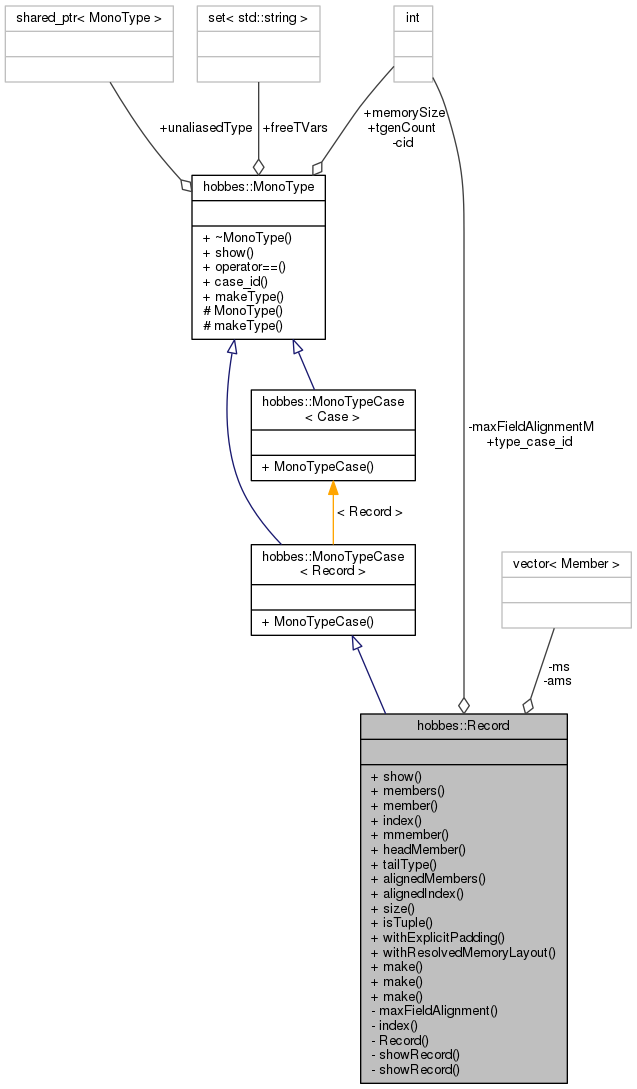 shared_ptr< MonoType >
set< std::string >
int
+unaliasedType
+freeTVars
+memorySize
+tgenCount
-cid
hobbes::MonoType
+ ~MonoType()
+ show()
+ operator==()
+ case_id()
+ makeType()
# MonoType()
# makeType()
hobbes::MonoTypeCase
< Case >
+ MonoTypeCase()
-maxFieldAlignmentM
+type_case_id
< Record >
hobbes::MonoTypeCase
< Record >
+ MonoTypeCase()
vector< Member >
-ms
-ams
hobbes::Record
+ show()
+ members()
+ member()
+ index()
+ mmember()
+ headMember()
+ tailType()
+ alignedMembers()
+ alignedIndex()
+ size()
+ isTuple()
+ withExplicitPadding()
+ withResolvedMemoryLayout()
+ make()
+ make()
+ make()
- maxFieldAlignment()
- index()
- Record()
- showRecord()
- showRecord()